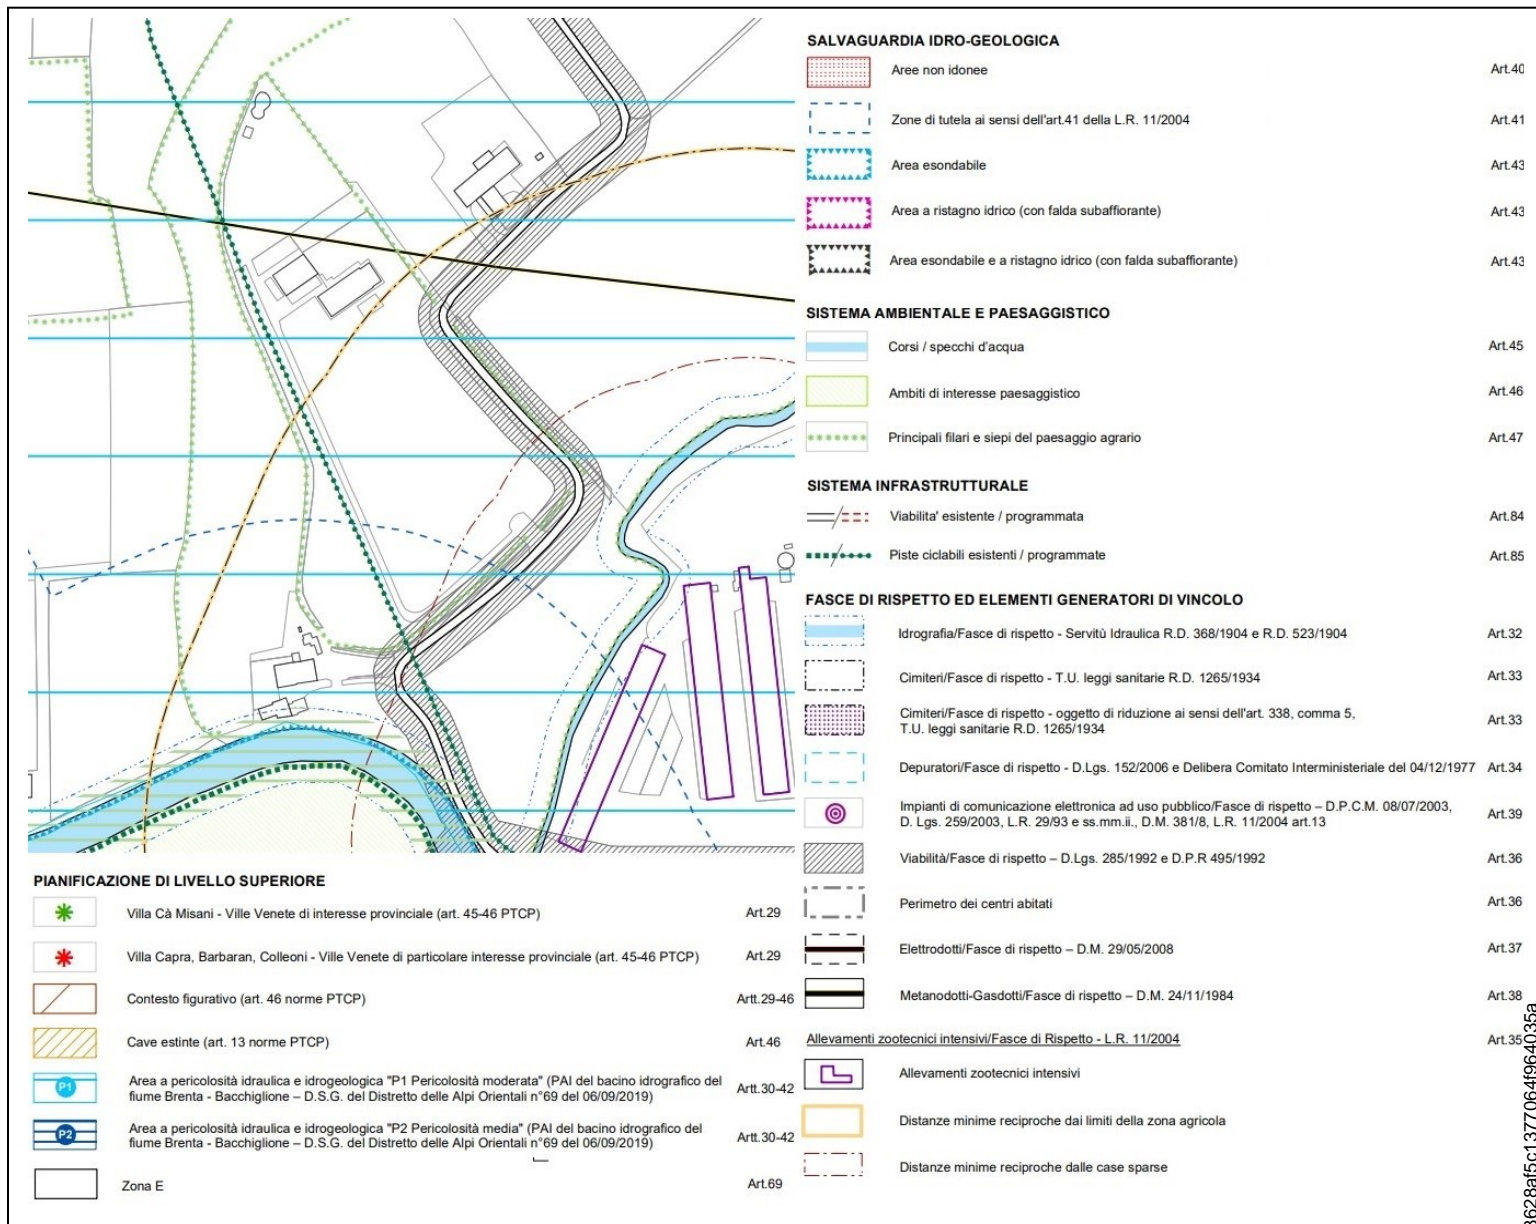 SALVAGUARDIA IDRO-GEOLOGICA
Aree non idonee Art.40
Zone di tutela ai sensi dell'art.41 della L.R. 11/2004 Art.41
Area esondabile Art.43
Area a ristagno idrico (con falda subaffiorante) Art.43
Area esondabile e a ristagno idrico (con falda subaffiorante) Art.43
SISTEMA AMBIENTALE E PAESAGGISTICO
Corsi / specchi d'acqua Art.45
Ambiti di interesse paesaggistico Art.46
Principali filari e siepi del paesaggio agrario Art.47
SISTEMA INFRASTRUTTURALE
Viabilita' esistente / programmata Art.84
Piste ciclabili esistenti / programmate Art.85
FASCE DI RISPETTO ED ELEMENTI GENERATORI DI VINCOLO
Idrografia/Fasce di rispetto - Servitù Idraulica R.D. 368/1904 e R.D. 523/1904 Art.32
Cimiteri/Fasce di rispetto - T.U. leggi sanitarie R.D. 1265/1934 Art.33
Cimiteri/Fasce di rispetto - oggetto di riduzione ai sensi dell'art. 338, comma 5,
T.U. leggi sanitarie R.D. 1265/1934 Art.33
Depuratori/Fasce di rispetto - D.Lgs. 152/2006 e Delibera Comitato Interministeriale del 04/12/1977 Art.34
Impianti di comunicazione elettronica ad uso pubblico/Fasce di rispetto – D.P.C.M. 08/07/2003,
D. Lgs. 259/2003, L.R. 29/93 e ss.mm.ii., D.M. 381/8, L.R. 11/2004 art.13 Art.39
Viabilità/Fasce di rispetto – D.Lgs. 285/1992 e D.P.R 495/1992 Art.36
Perimetro dei centri abitati Art.36
Elettrodotti/Fasce di rispetto – D.M. 29/05/2008 Art.37
Metanodotti-Gasdotti/Fasce di rispetto – D.M. 24/11/1984 Art.38
Allevamenti zootecnici intensivi/Fasce di Rispetto - L.R. 11/2004 Art.35
Allevamenti zootecnici intensivi
Distanze minime reciproche dai limiti della zona agricola
Distanze minime reciproche dalle case sparse
PIANIFICAZIONE DI LIVELLO SUPERIORE
Villa Cà Misani - Ville Venete di interesse provinciale (art. 45-46 PTCP) Art.29
Villa Capra, Barbaran, Colleoni - Ville Venete di particolare interesse provinciale (art. 45-46 PTCP) Art.29
Contesto figurativo (art. 46 norme PTCP) Artt.29-46
Cave estinte (art. 13 norme PTCP) Art.46
P1 Area a pericolosità idraulica e idrogeologica "P1 Pericolosità moderata" (PAI del bacino idrografico del
fiume Brenta - Bacchiglione – D.S.G. del Distretto delle Alpi Orientali n°69 del 06/09/2019) Artt.30-42
P2 Area a pericolosità idraulica e idrogeologica "P2 Pericolosità media" (PAI del bacino idrografico del
fiume Brenta - Bacchiglione – D.S.G. del Distretto delle Alpi Orientali n°69 del 06/09/2019) Artt.30-42
Zona E Art.69